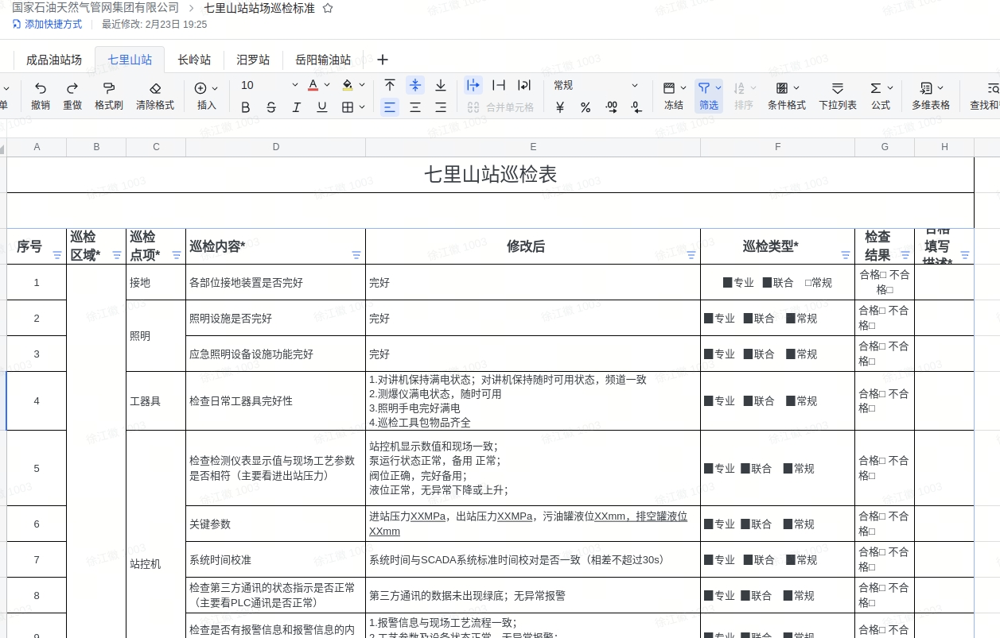 国家石油天然气管网集团有限公司 > 七里山站站场巡检标准
添加快捷方式 | 最近修改: 2月23日 19:25
成品油站场 七里山站 长岭站 汨罗站 岳阳输油站 +
单 撤销 重做 格式刷 清除格式 插入 10 A B S I U 合并单元格 常规 ¥ % .00 .0 冻结 筛选 排序 条件格式 下拉列表 公式 多维表格 查找和
A B C D E F G H
七里山站巡检表
序号 巡检区域* 巡检点项* 巡检内容* 修改后 巡检类型* 检查结果 合格填写描述*
1 接地 各部位接地装置是否完好 完好 ■专业 ■联合 □常规 合格□ 不合格□
2 照明 照明设施是否完好 完好 ■专业 ■联合 ■常规 合格□ 不合格□
3 应急照明设备设施功能完好 完好 ■专业 ■联合 ■常规 合格□ 不合格□
4 工器具 检查日常工器具完好性
1.对讲机保持满电状态；对讲机保持随时可用状态，频道一致
2.测爆仪满电状态，随时可用
3.照明手电完好满电
4.巡检工具包物品齐全
■专业 ■联合 ■常规 合格□ 不合格□
5 站控机
检查检测仪表显示值与现场工艺参数
是否相符（主要看进出站压力）
站控机显示数值和现场一致；
泵运行状态正常，备用 正常；
阀位正确，完好备用；
液位正常，无异常下降或上升；
■专业 ■联合 ■常规 合格□ 不合格□
6 关键参数
进站压力XXMPa，出站压力XXMPa，污油罐液位XXmm，排空罐液位
XXmm
■专业 ■联合 ■常规 合格□ 不合格□
7 系统时间校准 系统时间与SCADA系统标准时间校对是否一致（相差不超过30s） ■专业 ■联合 ■常规 合格□ 不合格□
8
检查第三方通讯的状态指示是否正常
（主要看PLC通讯是否正常）
第三方通讯的数据未出现绿底；无异常报警 ■专业 ■联合 ■常规 合格□ 不合格□
9 检查是否有报警信息和报警信息的内
1.报警信息与现场工艺流程一致；
2.工艺参数及设备状态正常，无异常报警；
■专业 ■联合 ■常规 合格□ 不合
徐江徽 1003